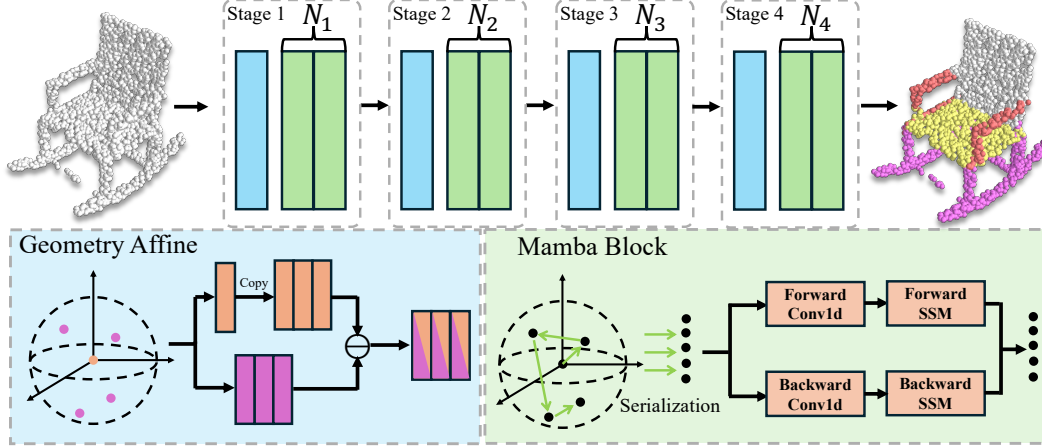 Stage 1
N1
Stage 2
N2
Stage 3
N3
Stage 4
N4
Geometry Affine
Copy
Mamba Block
Serialization
Forward
Conv1d
Forward
SSM
Backward
Conv1d
Backward
SSM